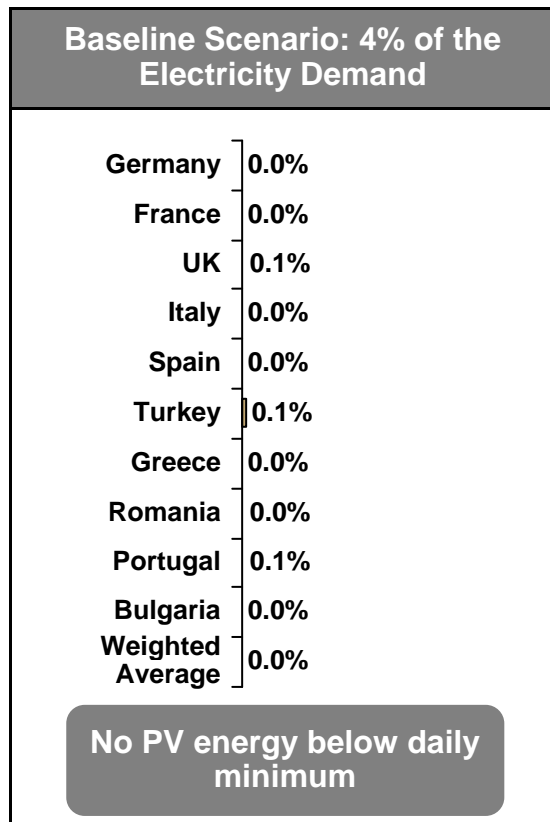 Baseline Scenario: 4% of the
Electricity Demand
Germany 0.0%
France 0.0%
UK 0.1%
Italy 0.0%
Spain 0.0%
Turkey 0.1%
Greece 0.0%
Romania 0.0%
Portugal 0.1%
Bulgaria 0.0%
Weighted
Average 0.0%
No PV energy below daily
minimum